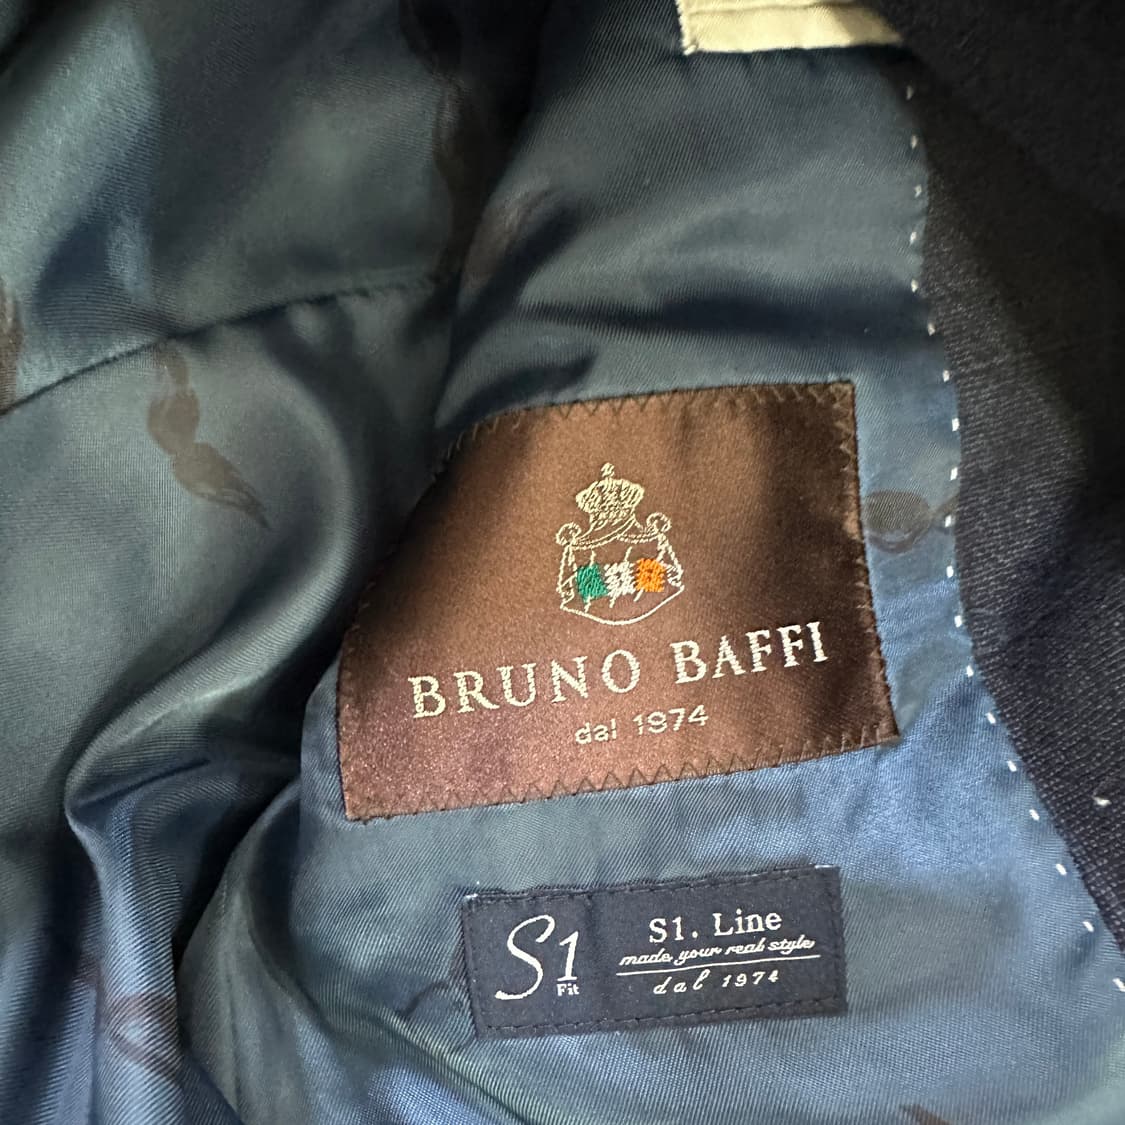 BRUNO BAFFI
dal 1974
S1
Fit
S1. Line
made your real style
dal 1974